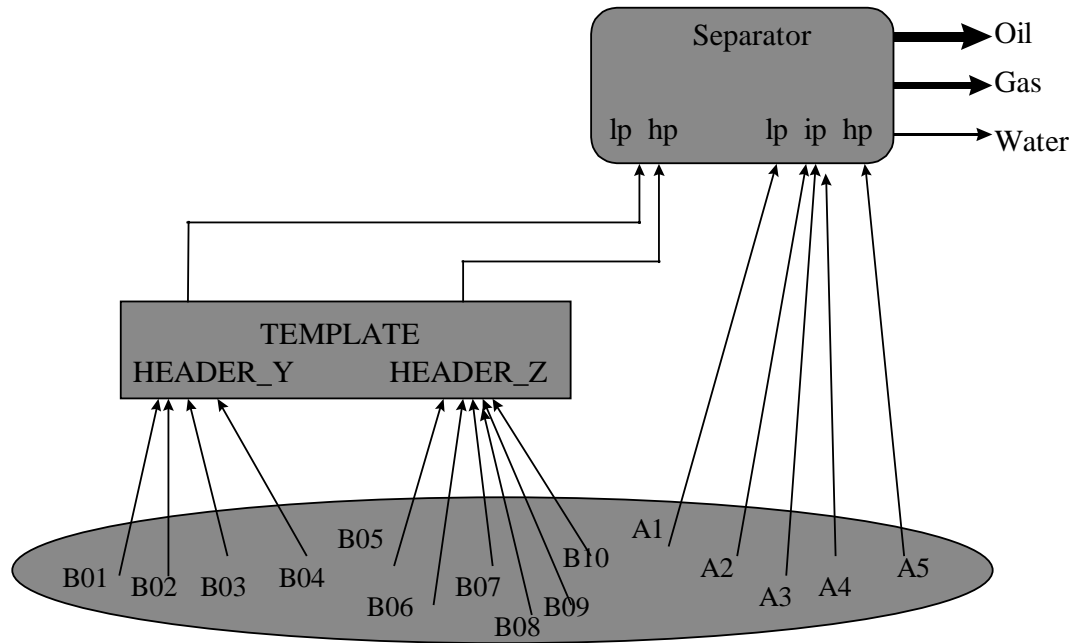 Separator
Oil
Gas
Water
lp hp
lp ip hp
TEMPLATE
HEADER_Y
HEADER_Z
B01
B02
B03
B04
B05
B06
B07
B08
B09
B10
A1
A2
A3
A4
A5